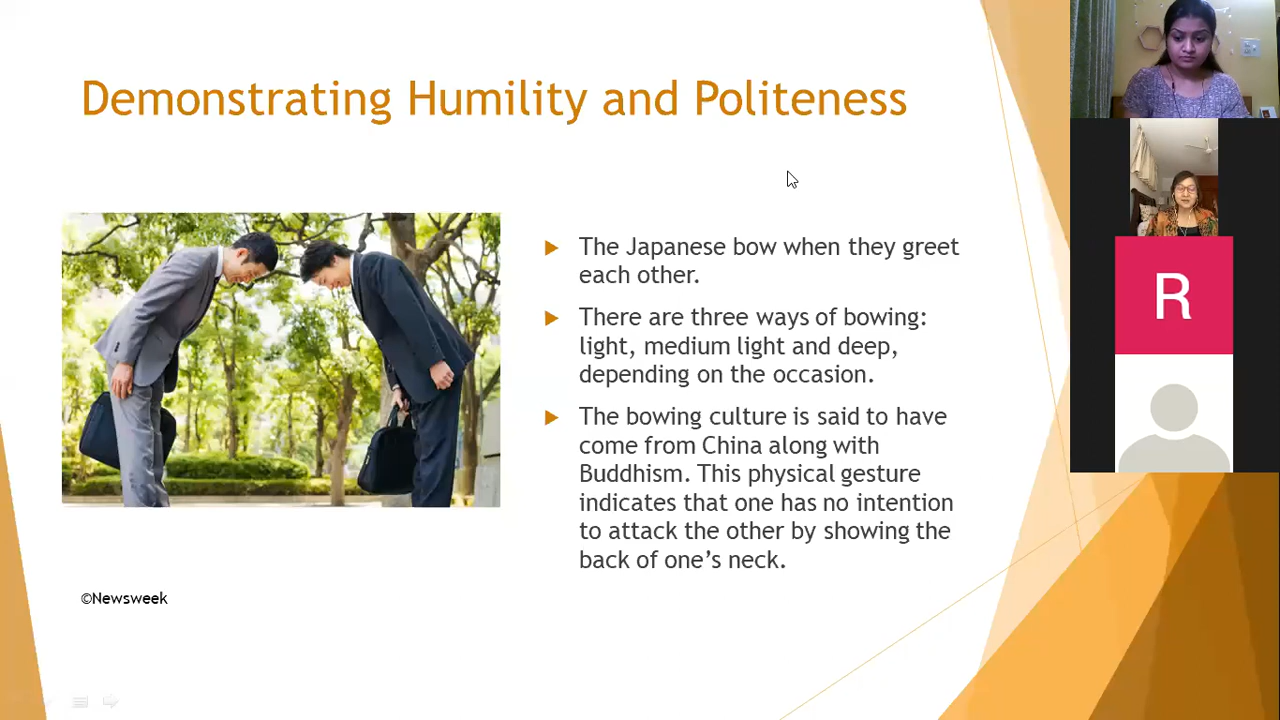 Demonstrating Humility and Politeness
The Japanese bow when they greet
each other.
There are three ways of bowing:
light, medium light and deep,
depending on the occasion.
The bowing culture is said to have
come from China along with
Buddhism. This physical gesture
indicates that one has no intention
to attack the other by showing the
back of one’s neck.
©Newsweek
R